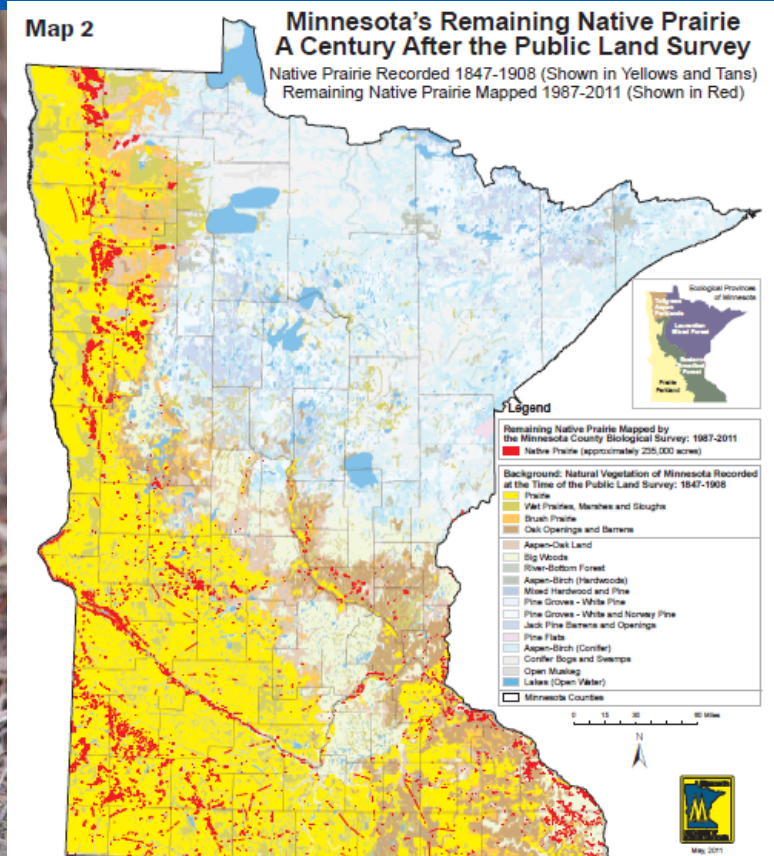 Map 2
Minnesota's Remaining Native Prairie
A Century After the Public Land Survey
Native Prairie Recorded 1847-1908 (Shown in Yellows and Tans)
Remaining Native Prairie Mapped 1987-2011 (Shown in Red)
Ecological Provinces
of Minnesota
Tallgrass
Aspen
Parklands
Laurentian
Mixed Forest
Eastern
Broadleaf
Forest
Prairie
Parkland
Legend
Remaining Native Prairie Mapped by
the Minnesota County Biological Survey: 1987-2011
Native Prairie (approximately 235,000 acres)
Background: Natural Vegetation of Minnesota Recorded
at the Time of the Public Land Survey: 1847-1908
Prairie
Wet Prairies, Marshes and Sloughs
Brush Prairie
Oak Openings and Barrens
Aspen-Oak Land
Big Woods
River-Bottom Forest
Aspen-Birch (Hardwoods)
Mixed Hardwood and Pine
Pine Groves - White Pine
Pine Groves - White and Norway Pine
Jack Pine Barrens and Openings
Pine Flats
Aspen-Birch (Conifer)
Conifer Bogs and Swamps
Open Muskeg
Lakes (Open Water)
Minnesota Counties
0 15 30 60 Miles
N
Minnesota
May, 2011